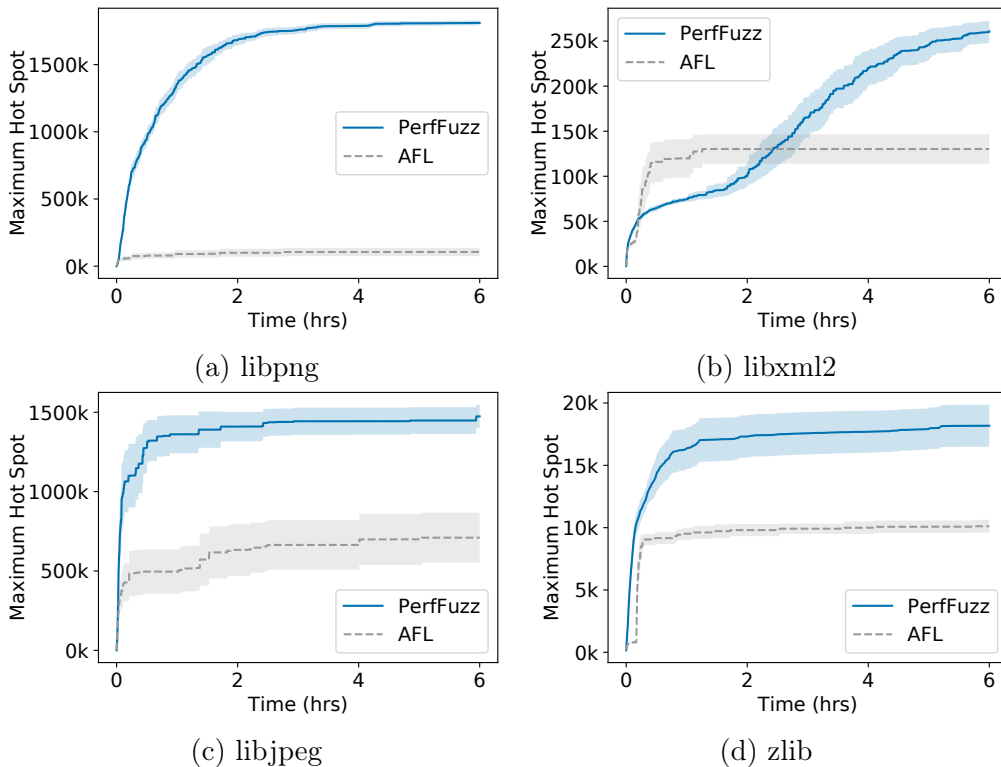 Maximum Hot Spot
1500k
1000k
500k
0k
PerfFuzz
AFL
0 2 4 6
Time (hrs)
(a) libpng
Maximum Hot Spot
250k
200k
150k
100k
50k
0k
PerfFuzz
AFL
0 2 4 6
Time (hrs)
(b) libxml2
Maximum Hot Spot
1500k
1000k
500k
0k
PerfFuzz
AFL
0 2 4 6
Time (hrs)
(c) libjpeg
Maximum Hot Spot
20k
15k
10k
5k
0k
PerfFuzz
AFL
0 2 4 6
Time (hrs)
(d) zlib